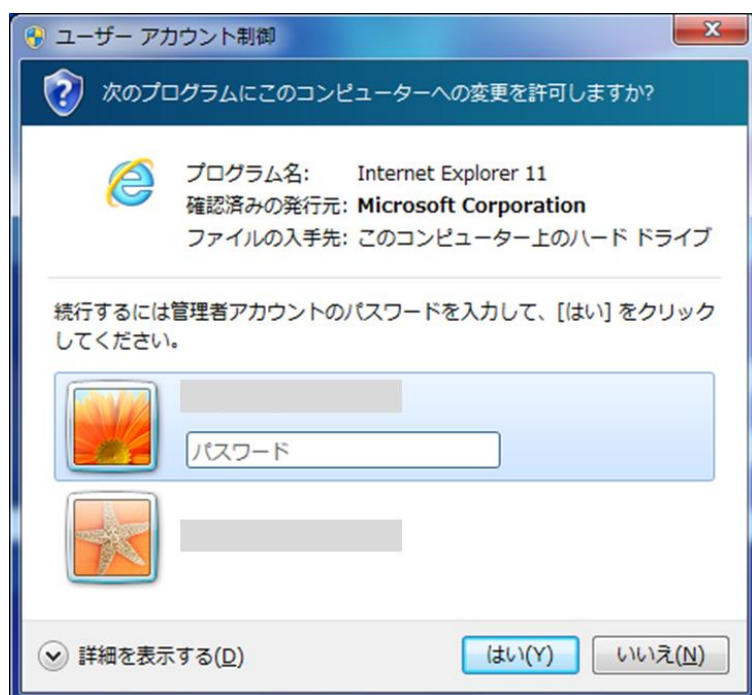 ユーザー アカウント制御
次のプログラムにこのコンピューターへの変更を許可しますか?
プログラム名: Internet Explorer 11
確認済みの発行元: Microsoft Corporation
ファイルの入手先: このコンピューター上のハード ドライブ
続行するには管理者アカウントのパスワードを入力して、[はい] をクリック
してください。
パスワード
詳細を表示する(D)
はい(Y)
いいえ(N)